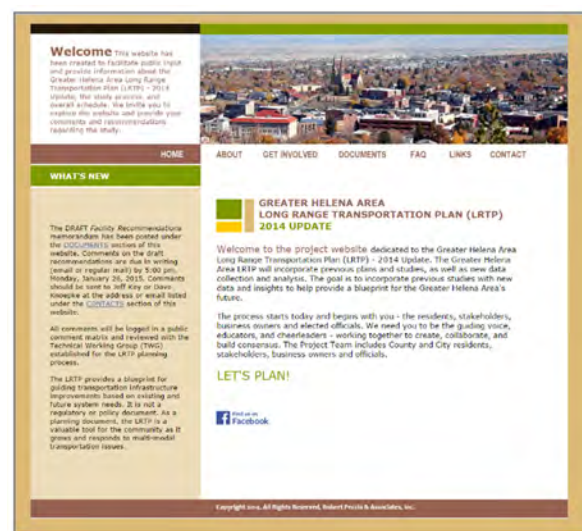 Welcome This website has
been created to facilitate public input
and provide information about the
Greater Helena Area Long Range
Transportation Plan (LRTP) - 2014
Update, the study process, and
overall schedule. We invite you to
explore the website and provide your
comments and recommendations
regarding the study.
HOME ABOUT GET INVOLVED DOCUMENTS FAQ LINKS CONTACT
WHAT'S NEW
The DRAFT Facility Recommendations
memorandum has been posted under
the DOCUMENTS section of this
website. Comments on the draft
recommendations are due in writing
(email or regular mail) by 5:00 pm,
Monday, January 26, 2015. Comments
should be sent to Jeff Key or Dave
Knoepke at the address or email listed
under the CONTACTS section of this
website.
All comments will be logged in a public
comment matrix and reviewed with the
Technical Working Group (TWG)
established for the LRTP planning
process.
The LRTP provides a blueprint for
guiding transportation infrastructure
improvements based on existing and
future system needs. It is not a
regulatory or policy document. As a
planning document, the LRTP is a
valuable tool for the community as it
grows and responds to multi-modal
transportation issues.
GREATER HELENA AREA
LONG RANGE TRANSPORTATION PLAN (LRTP)
2014 UPDATE
Welcome to the project website dedicated to the Greater Helena Area
Long Range Transportation Plan (LRTP) - 2014 Update. The Greater Helena
Area LRTP will incorporate previous plans and studies, as well as new data
collection and analysis. The goal is to incorporate previous studies with new
data and insights to help provide a blueprint for the Greater Helena Area's
future.
The process starts today and begins with you - the residents, stakeholders,
business owners and elected officials. We need you to be the guiding voice,
educators, and cheerleaders - working together to create, collaborate, and
build consensus. The Project Team includes County and City residents,
stakeholders, business owners and officials.
LET'S PLAN!
Find us on
Facebook
Copyright 2014. All Rights Reserved, Robert Peccia & Associates, Inc.